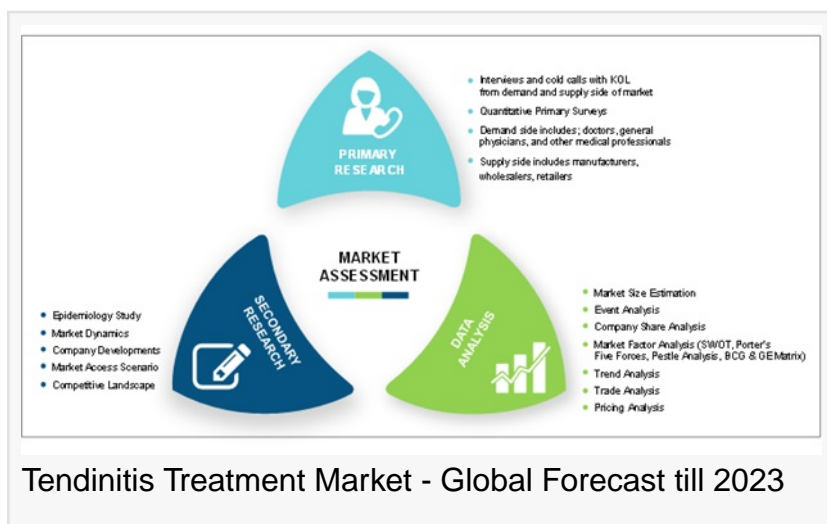 Interviews and cold calls with KOL
from demand and supply side of market
Quantitative Primary Surveys
Demand side includes; doctors, general
physicians, and other medical professionals
Supply side includes manufacturers,
wholesalers, retailers
PRIMARY
RESEARCH
MARKET
ASSESSMENT
SECONDARY
RESEARCH
Epidemiology Study
Market Dynamics
Company Developments
Market Access Scenario
Competitive Landscape
DATA
ANALYSIS
Market Size Estimation
Event Analysis
Company Share Analysis
Market Factor Analysis (SWOT, Porter's
Five Forces, Pestle Analysis, BCG & GE Matrix)
Trend Analysis
Trade Analysis
Pricing Analysis
Tendinitis Treatment Market - Global Forecast till 2023